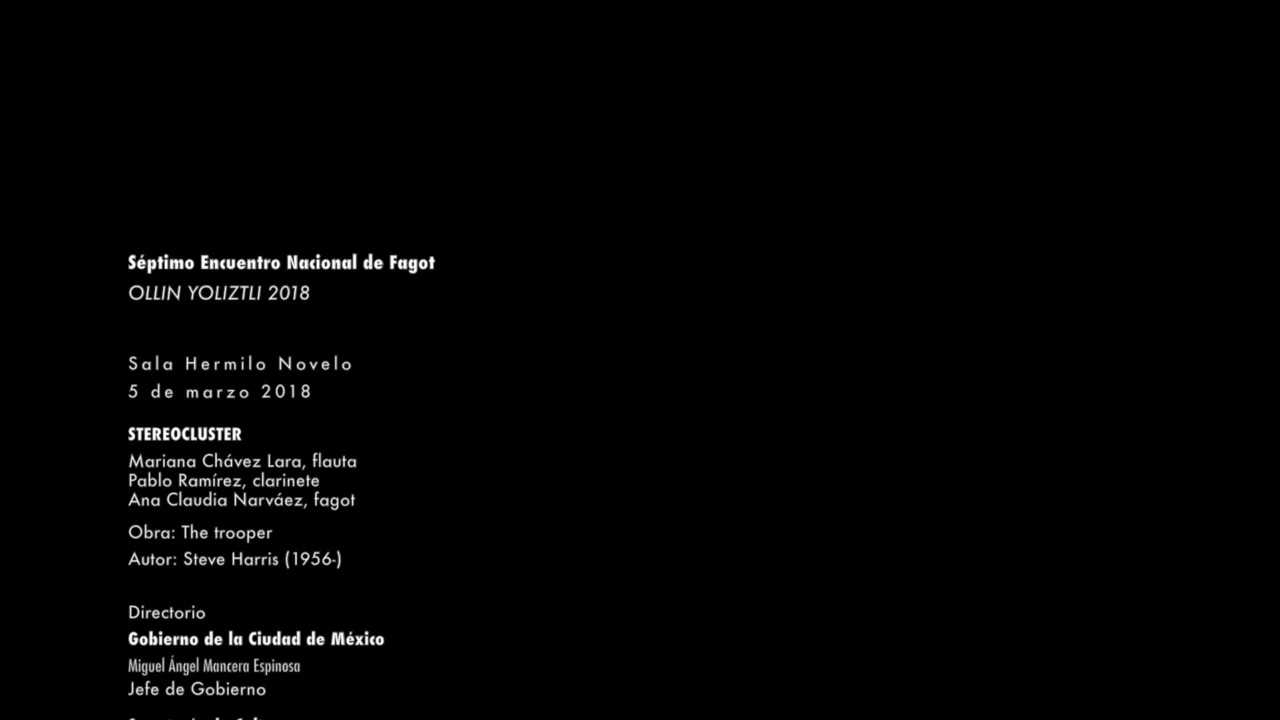 Séptimo Encuentro Nacional de Fagot
OLLIN YOLIZTLI 2018
Sala Hermilo Novelo
5 de marzo 2018
STEREOCLUSTER
Mariana Chávez Lara, flauta
Pablo Ramírez, clarinete
Ana Claudia Narváez, fagot
Obra: The trooper
Autor: Steve Harris (1956-)
Directorio
Gobierno de la Ciudad de México
Miguel Ángel Mancera Espinosa
Jefe de Gobierno